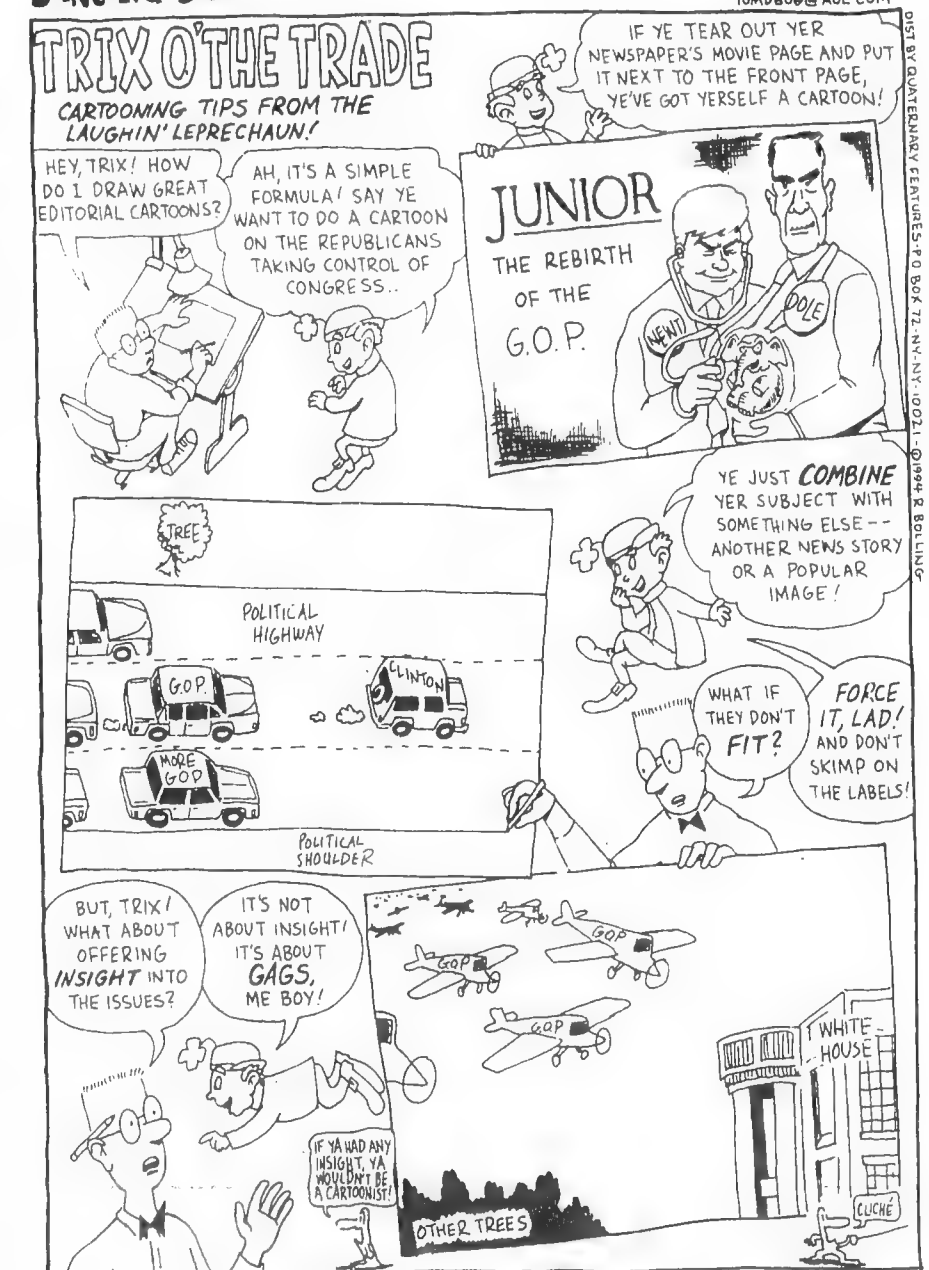 TOMDBUG@AOL.COM
TRIX O'THE TRADE
CARTOONING TIPS FROM THE
LAUGHIN' LEPRECHAUN!
HEY, TRIX! HOW
DO I DRAW GREAT
EDITORIAL CARTOONS?
AH, IT'S A SIMPLE
FORMULA! SAY YE
WANT TO DO A CARTOON
ON THE REPUBLICANS
TAKING CONTROL OF
CONGRESS..
IF YE TEAR OUT YER
NEWSPAPER'S MOVIE PAGE AND PUT
IT NEXT TO THE FRONT PAGE,
YE'VE GOT YERSELF A CARTOON!
JUNIOR
THE REBIRTH
OF THE
G.O.P.
NEWT
DOLE
DIST BY QUATERNARY FEATURES-PO BOX 72-NY-NY-10021-©1994 R BOLLING
TREE
POLITICAL
HIGHWAY
G.O.P.
CLINTON
MORE
GOP
POLITICAL
SHOULDER
YE JUST COMBINE
YER SUBJECT WITH
SOMETHING ELSE--
ANOTHER NEWS STORY
OR A POPULAR
IMAGE!
WHAT IF
THEY DON'T
FIT?
FORCE
IT, LAD!
AND DON'T
SKIMP ON
THE LABELS!
BUT, TRIX!
WHAT ABOUT
OFFERING
INSIGHT INTO
THE ISSUES?
IT'S NOT
ABOUT INSIGHT!
IT'S ABOUT
GAGS,
ME BOY!
IF YA HAD ANY
INSIGHT, YA
WOULDN'T BE
A CARTOONIST!
GOP
GOP
GOP
WHITE
HOUSE
OTHER TREES
CLICHÉ